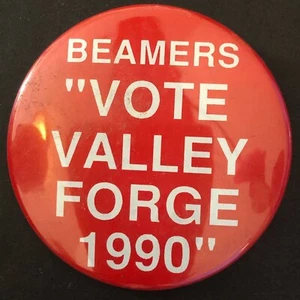 BEAMERS
"VOTE
VALLEY
FORGE
1990"